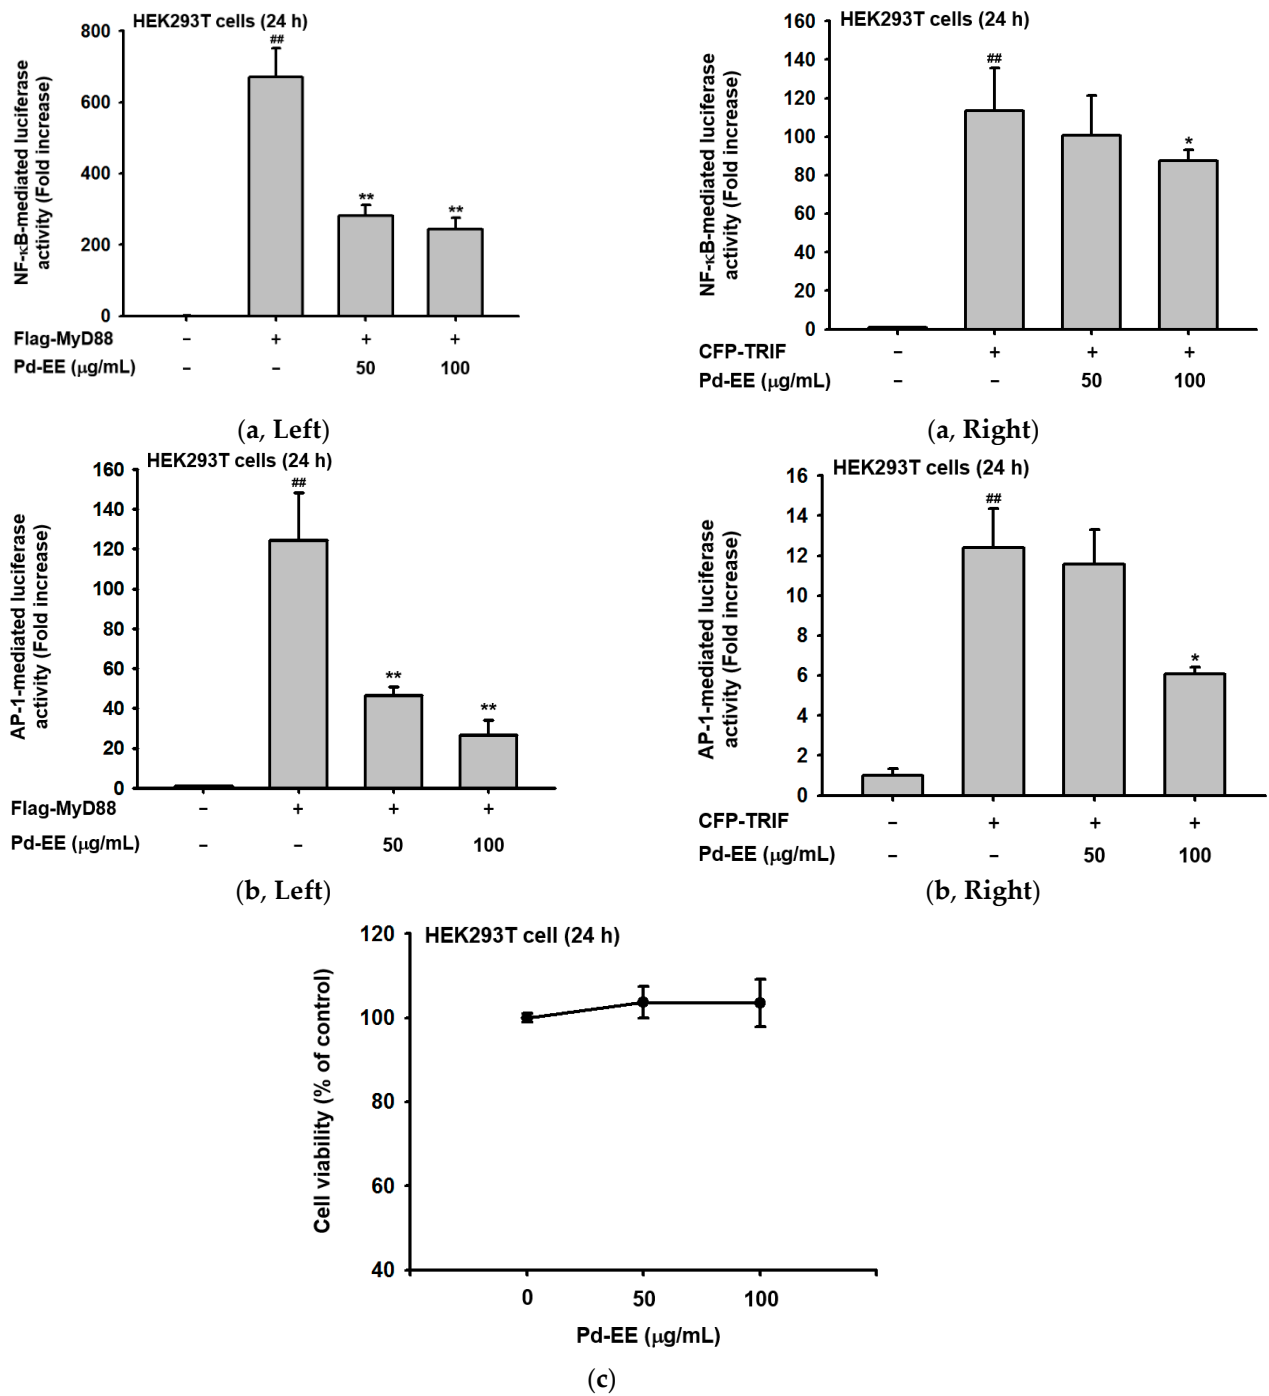 HEK293T cells (24 h)
NF-κB-mediated luciferase
activity (Fold increase)
800
600
400
200
0
##
**
**
Flag-MyD88 – + + +
Pd-EE (μg/mL) – – 50 100
(a, Left)
HEK293T cells (24 h)
NF-κB-mediated luciferase
activity (Fold increase)
160
140
120
100
80
60
40
20
0
##
*
CFP-TRIF – + + +
Pd-EE (μg/mL) – – 50 100
(a, Right)
HEK293T cells (24 h)
AP-1-mediated luciferase
activity (Fold increase)
160
140
120
100
80
60
40
20
0
##
**
**
Flag-MyD88 – + + +
Pd-EE (μg/mL) – – 50 100
(b, Left)
HEK293T cells (24 h)
AP-1-mediated luciferase
activity (Fold increase)
16
14
12
10
8
6
4
2
0
##
*
CFP-TRIF – + + +
Pd-EE (μg/mL) – – 50 100
(b, Right)
HEK293T cell (24 h)
Cell viability (% of control)
120
100
80
60
40
0 50 100
Pd-EE (μg/mL)
(c)